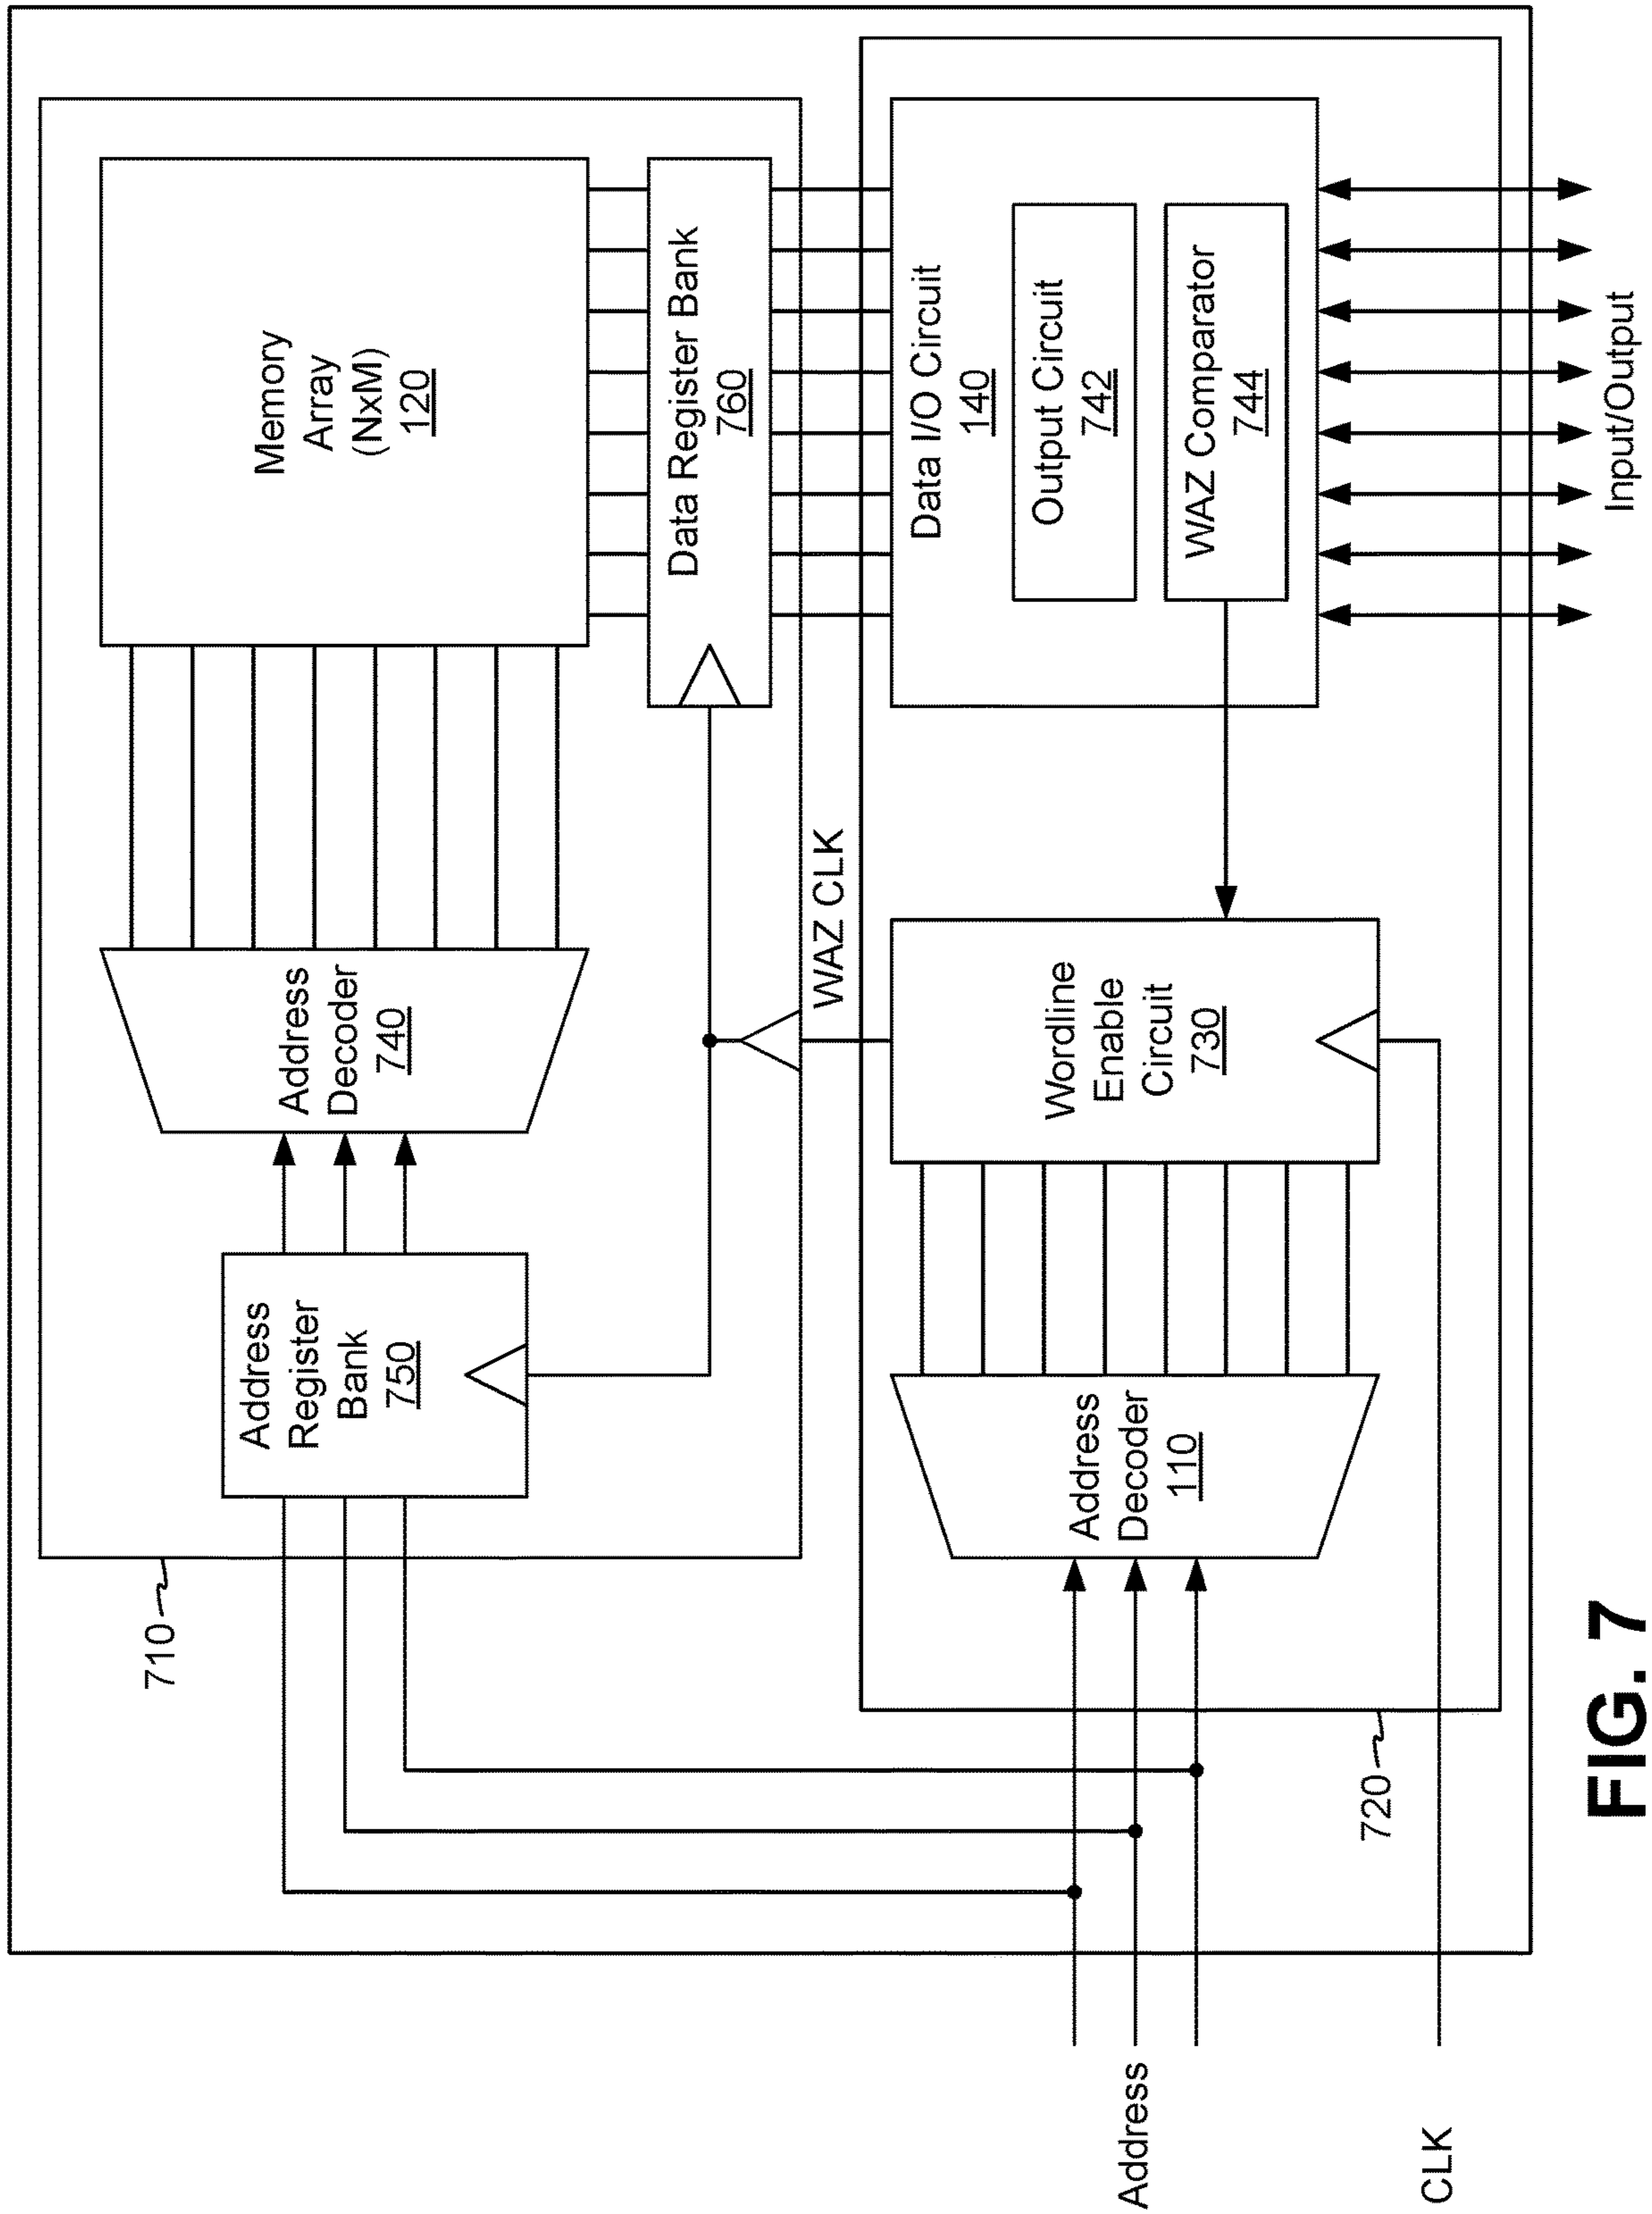 710
Address
Register
Bank
750
Address
Decoder
740
Memory
Array
(NxM)
120
Data Register Bank
760
WAZ CLK
720
Address
Decoder
110
Wordline
Enable
Circuit
730
Data I/O Circuit
140
Output Circuit
742
WAZ Comparator
744
Address
CLK
Input/Output
FIG. 7